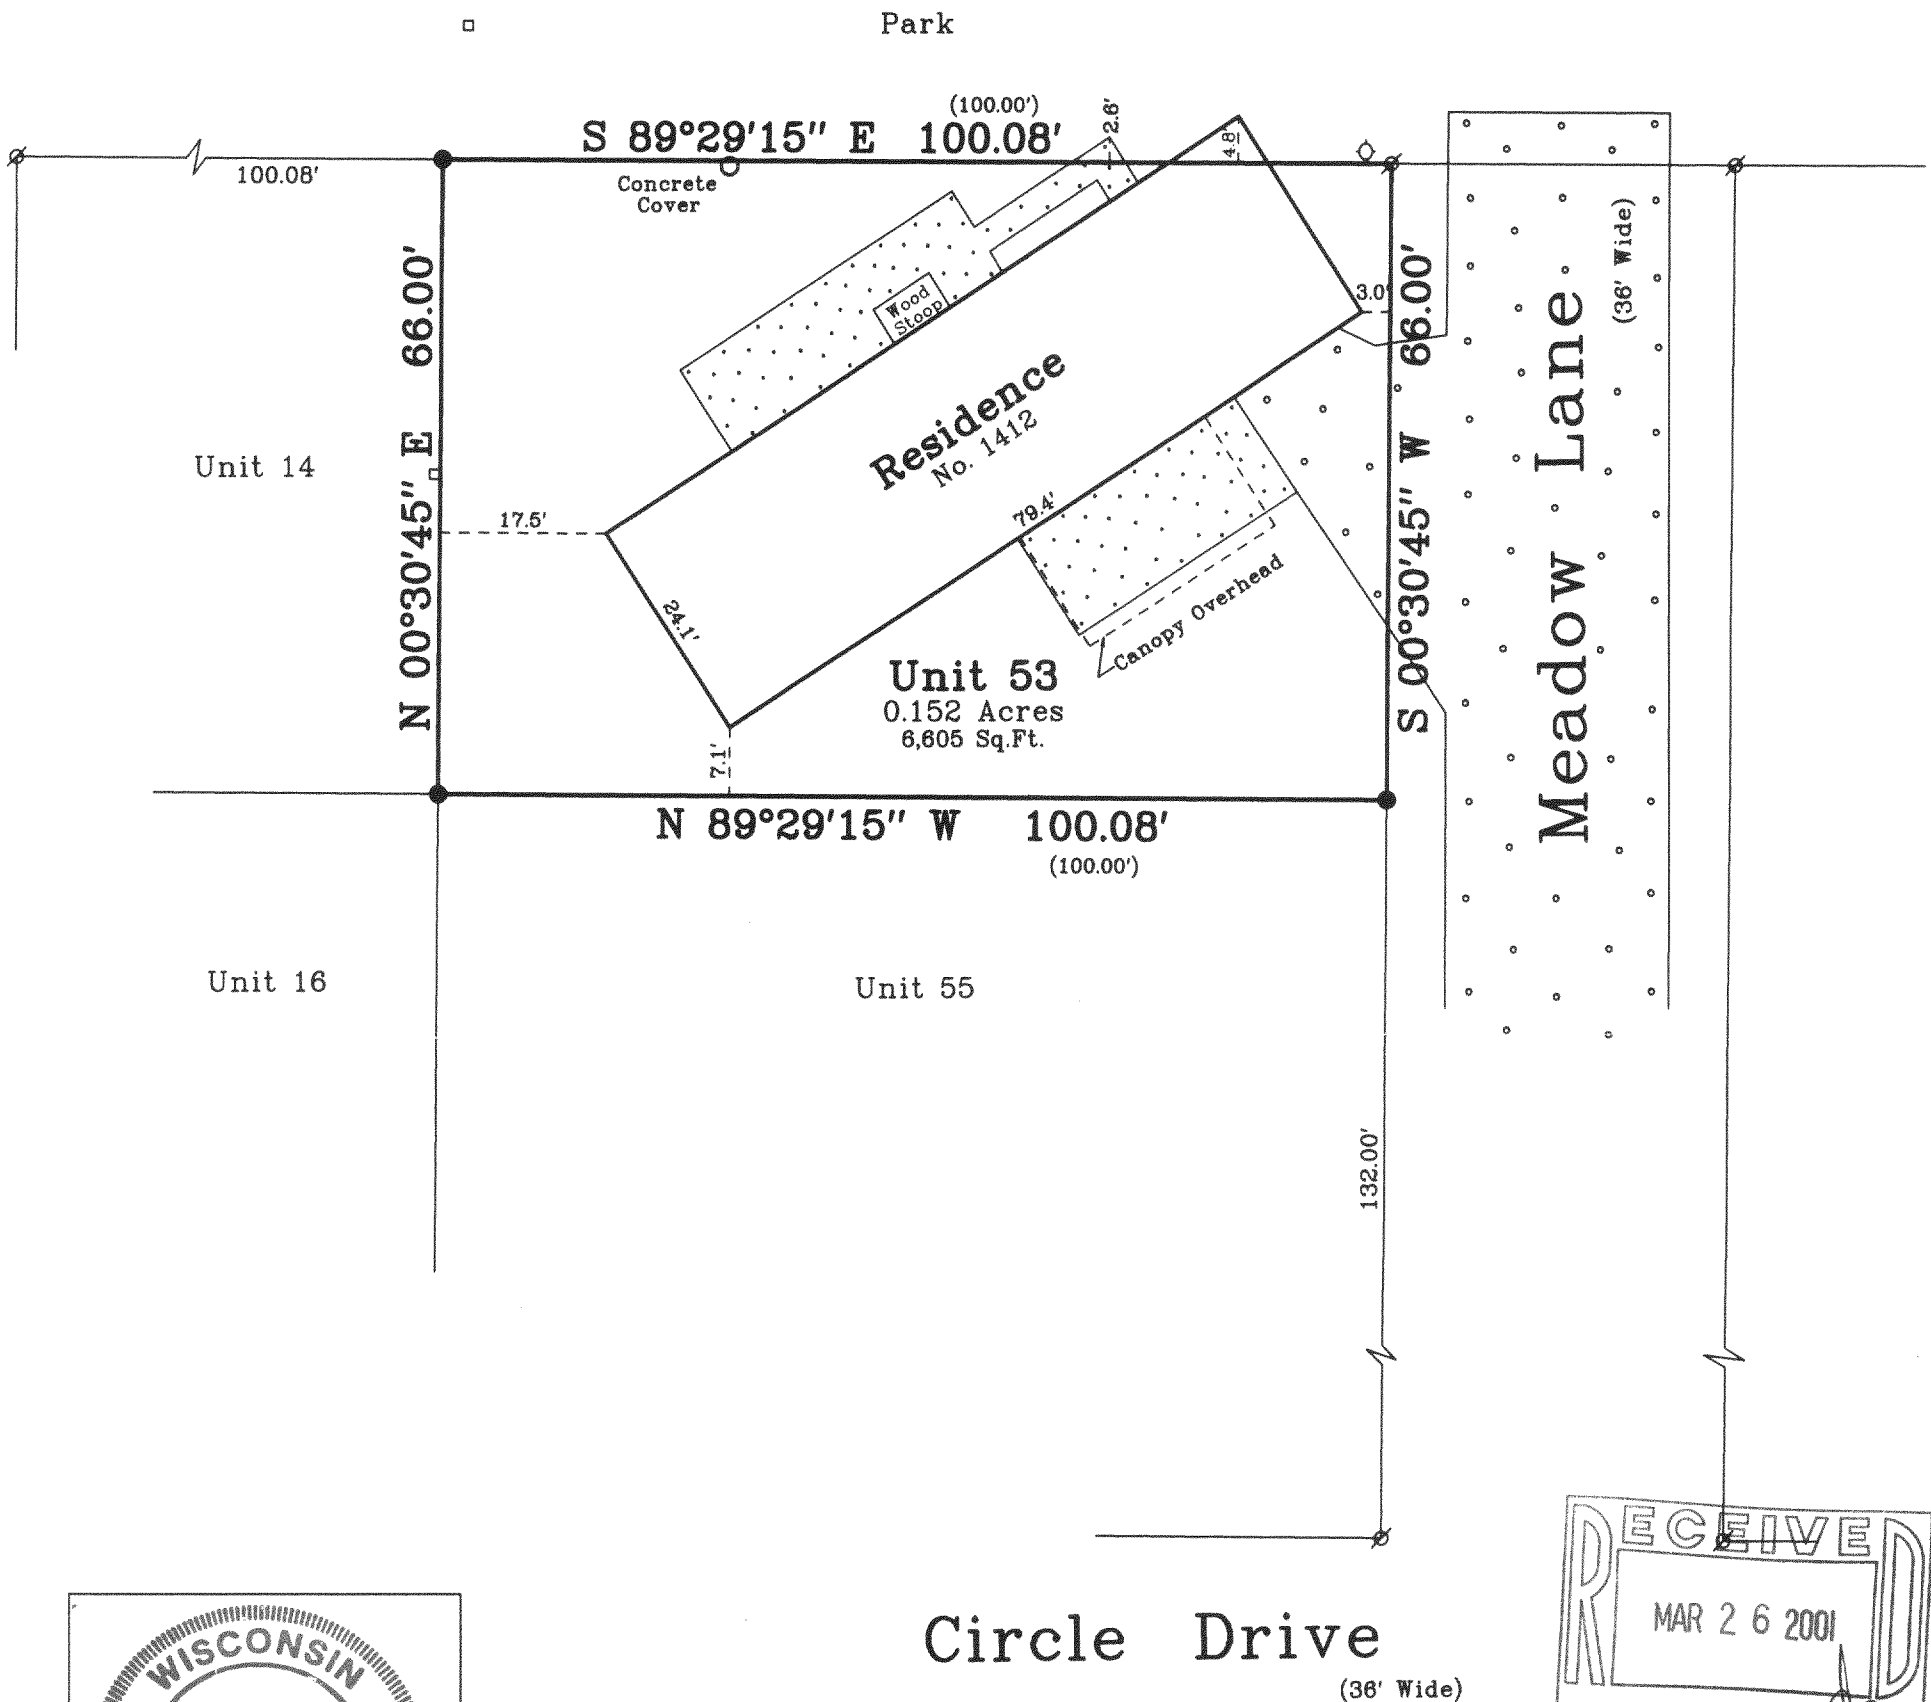 Park
(100.00')
S 89°29'15" E 100.08'
2.6'
4.8'
100.08'
Concrete
Cover
N 00°30'45" E 66.00'
Wood
Stoop
3.0'
(36' Wide)
S 00°30'45" W 66.00'
Meadow Lane
Residence
No. 1412
Unit 14
17.5'
79.4'
24.1'
Canopy Overhead
Unit 53
0.152 Acres
6,605 Sq.Ft.
7.1'
N 89°29'15" W 100.08'
(100.00')
Unit 16
Unit 55
132.00'
RECEIVED
MAR 26 2001
WISCONSIN
Circle Drive
(36' Wide)